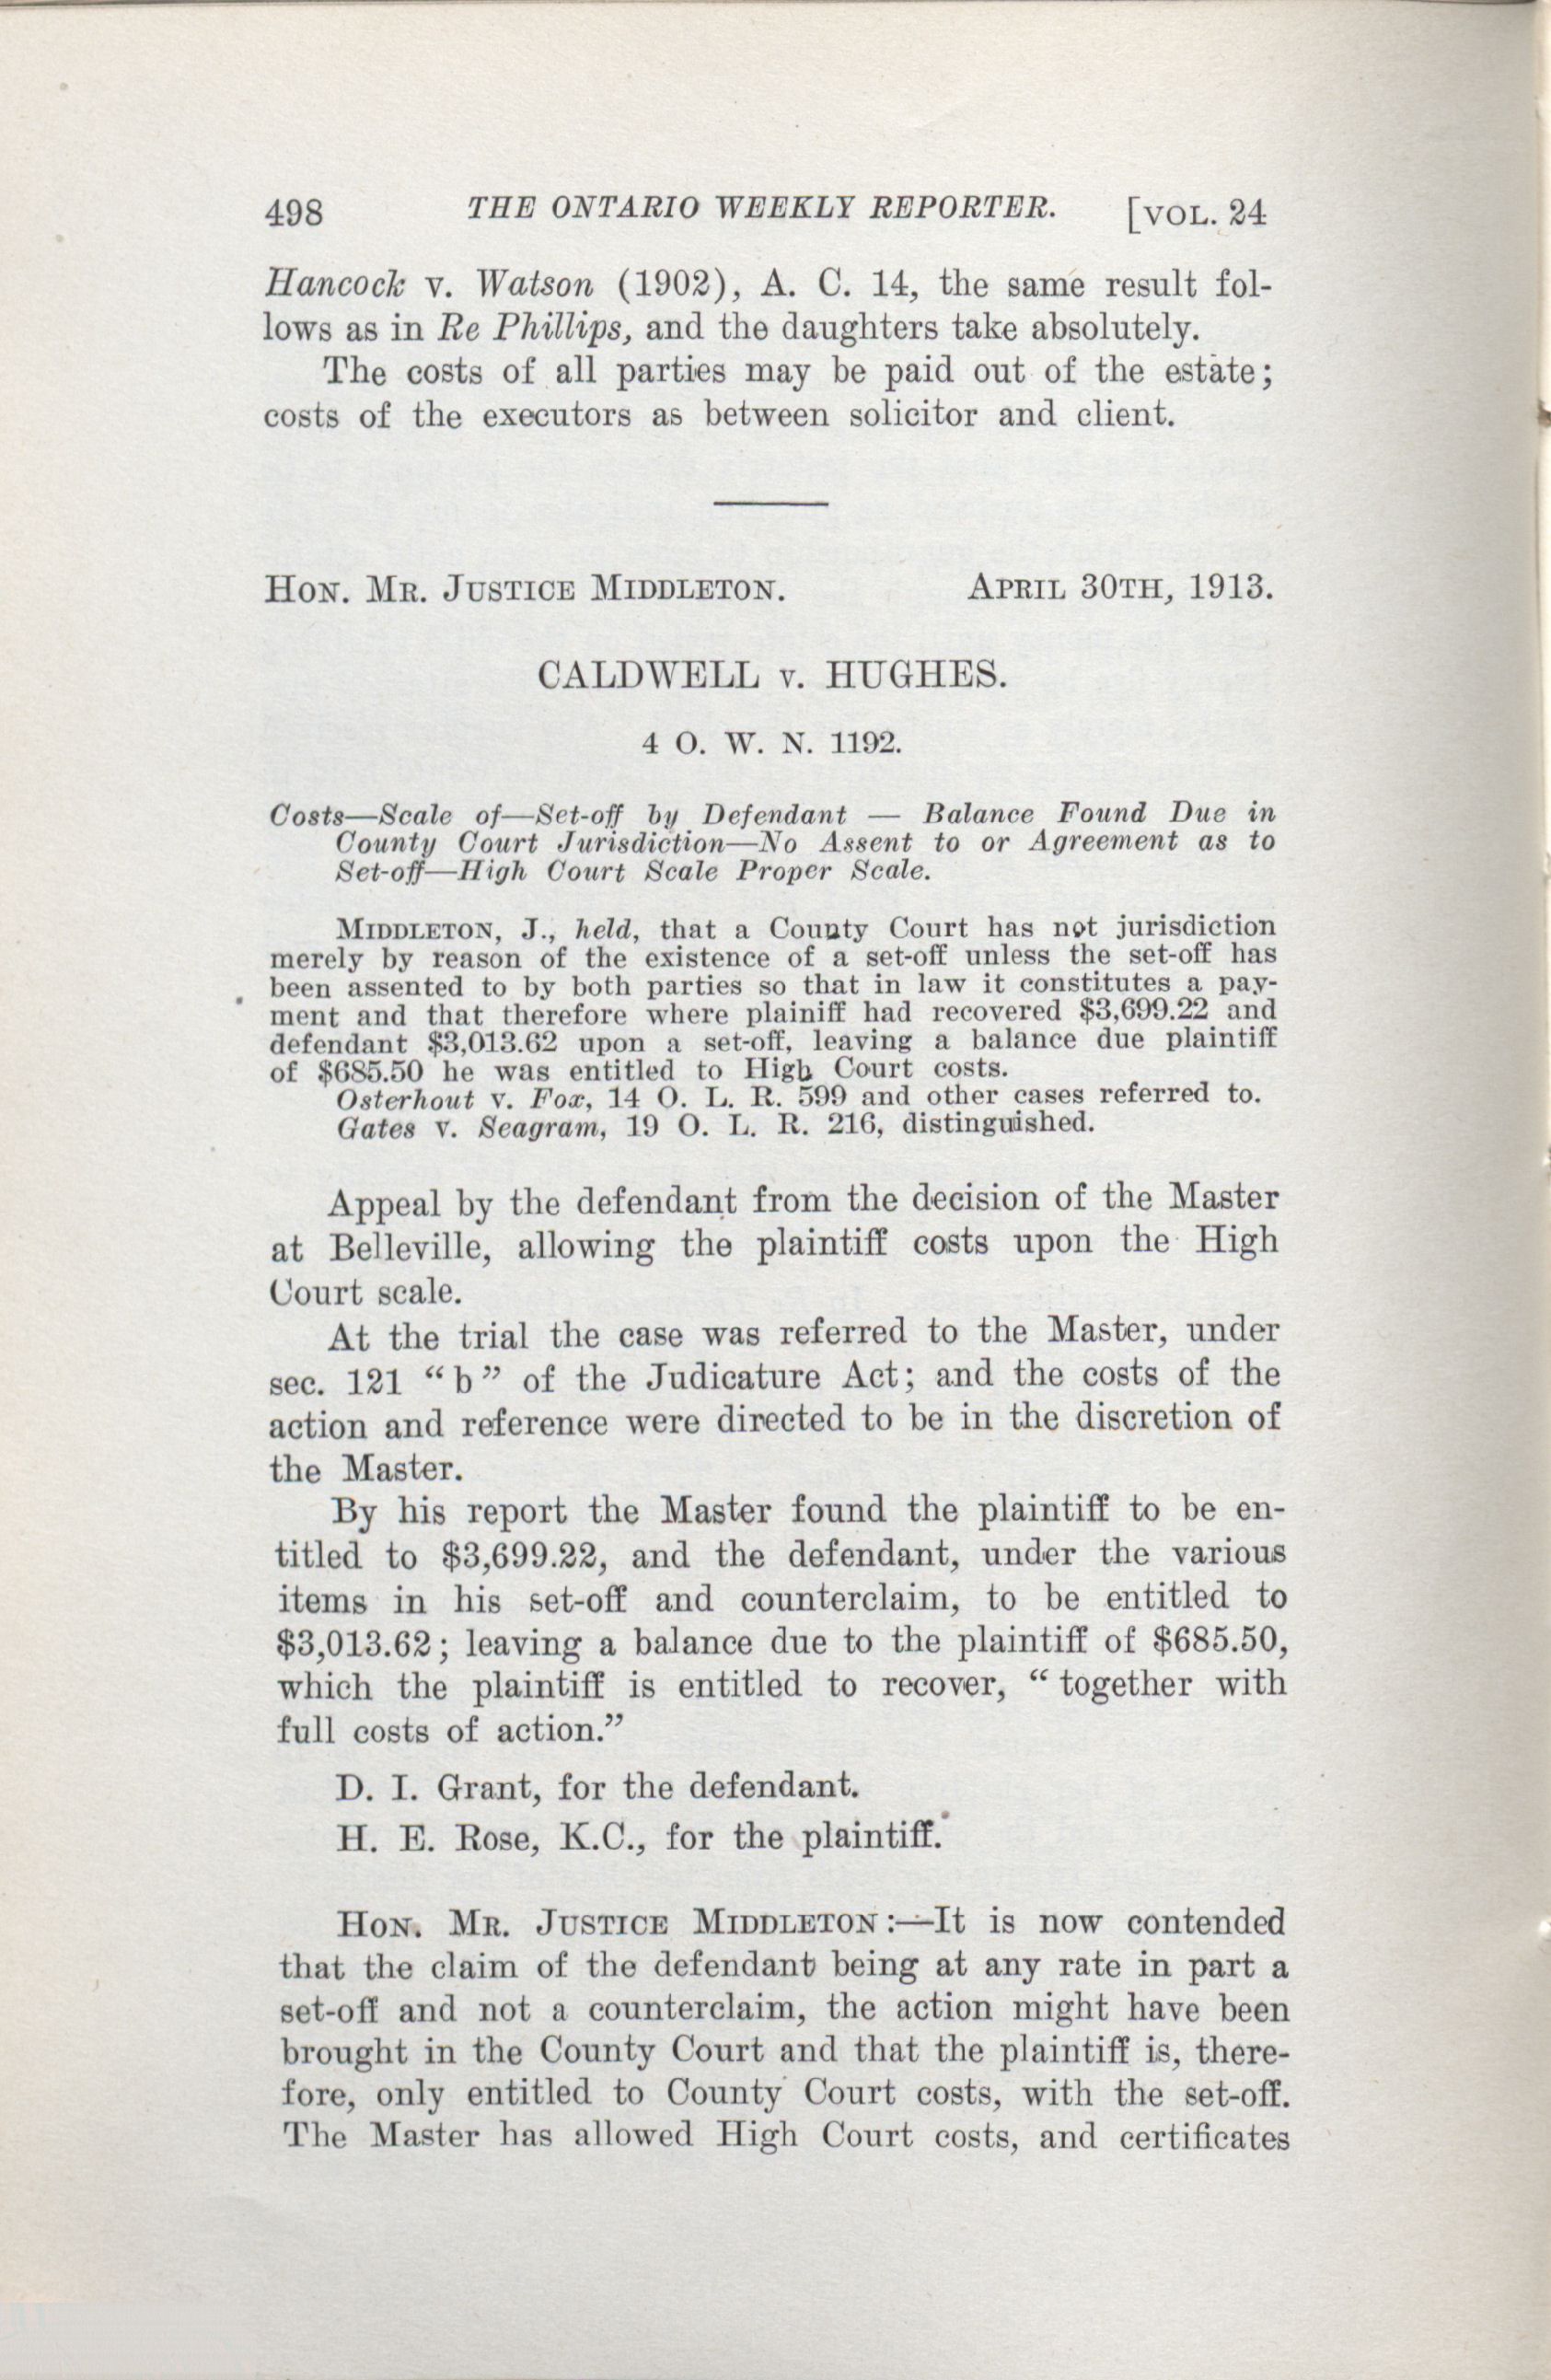 498 THE ONTARIO WEEKLY REPORTER. [VOL. 24
Hancock v. Watson (1902), A. C. 14, the same result fol-
lows as in Re Phillips, and the daughters take absolutely.
The costs of all parties may be paid out of the estate;
costs of the executors as between solicitor and client.
HON. MR. JUSTICE MIDDLETON. APRIL 30TH, 1913.
CALDWELL v. HUGHES.
4 O. W. N. 1192.
Costs—Scale of—Set-off by Defendant — Balance Found Due in
County Court Jurisdiction—No Assent to or Agreement as to
Set-off—High Court Scale Proper Scale.
MIDDLETON, J., held, that a County Court has not jurisdiction
merely by reason of the existence of a set-off unless the set-off has
been assented to by both parties so that in law it constitutes a pay-
ment and that therefore where plainiff had recovered $3,699.22 and
defendant $3,013.62 upon a set-off, leaving a balance due plaintiff
of $685.50 he was entitled to High Court costs.
Osterhout v. Fox, 14 O. L. R. 599 and other cases referred to.
Gates v. Seagram, 19 O. L. R. 216, distinguished.
Appeal by the defendant from the decision of the Master
at Belleville, allowing the plaintiff costs upon the High
Court scale.
At the trial the case was referred to the Master, under
sec. 121 “b” of the Judicature Act; and the costs of the
action and reference were directed to be in the discretion of
the Master.
By his report the Master found the plaintiff to be en-
titled to $3,699.22, and the defendant, under the various
items in his set-off and counterclaim, to be entitled to
$3,013.62; leaving a balance due to the plaintiff of $685.50,
which the plaintiff is entitled to recover, “together with
full costs of action.”
D. I. Grant, for the defendant.
H. E. Rose, K.C., for the plaintiff.
HON. MR. JUSTICE MIDDLETON:—It is now contended
that the claim of the defendant being at any rate in part a
set-off and not a counterclaim, the action might have been
brought in the County Court and that the plaintiff is, there-
fore, only entitled to County Court costs, with the set-off.
The Master has allowed High Court costs, and certificates